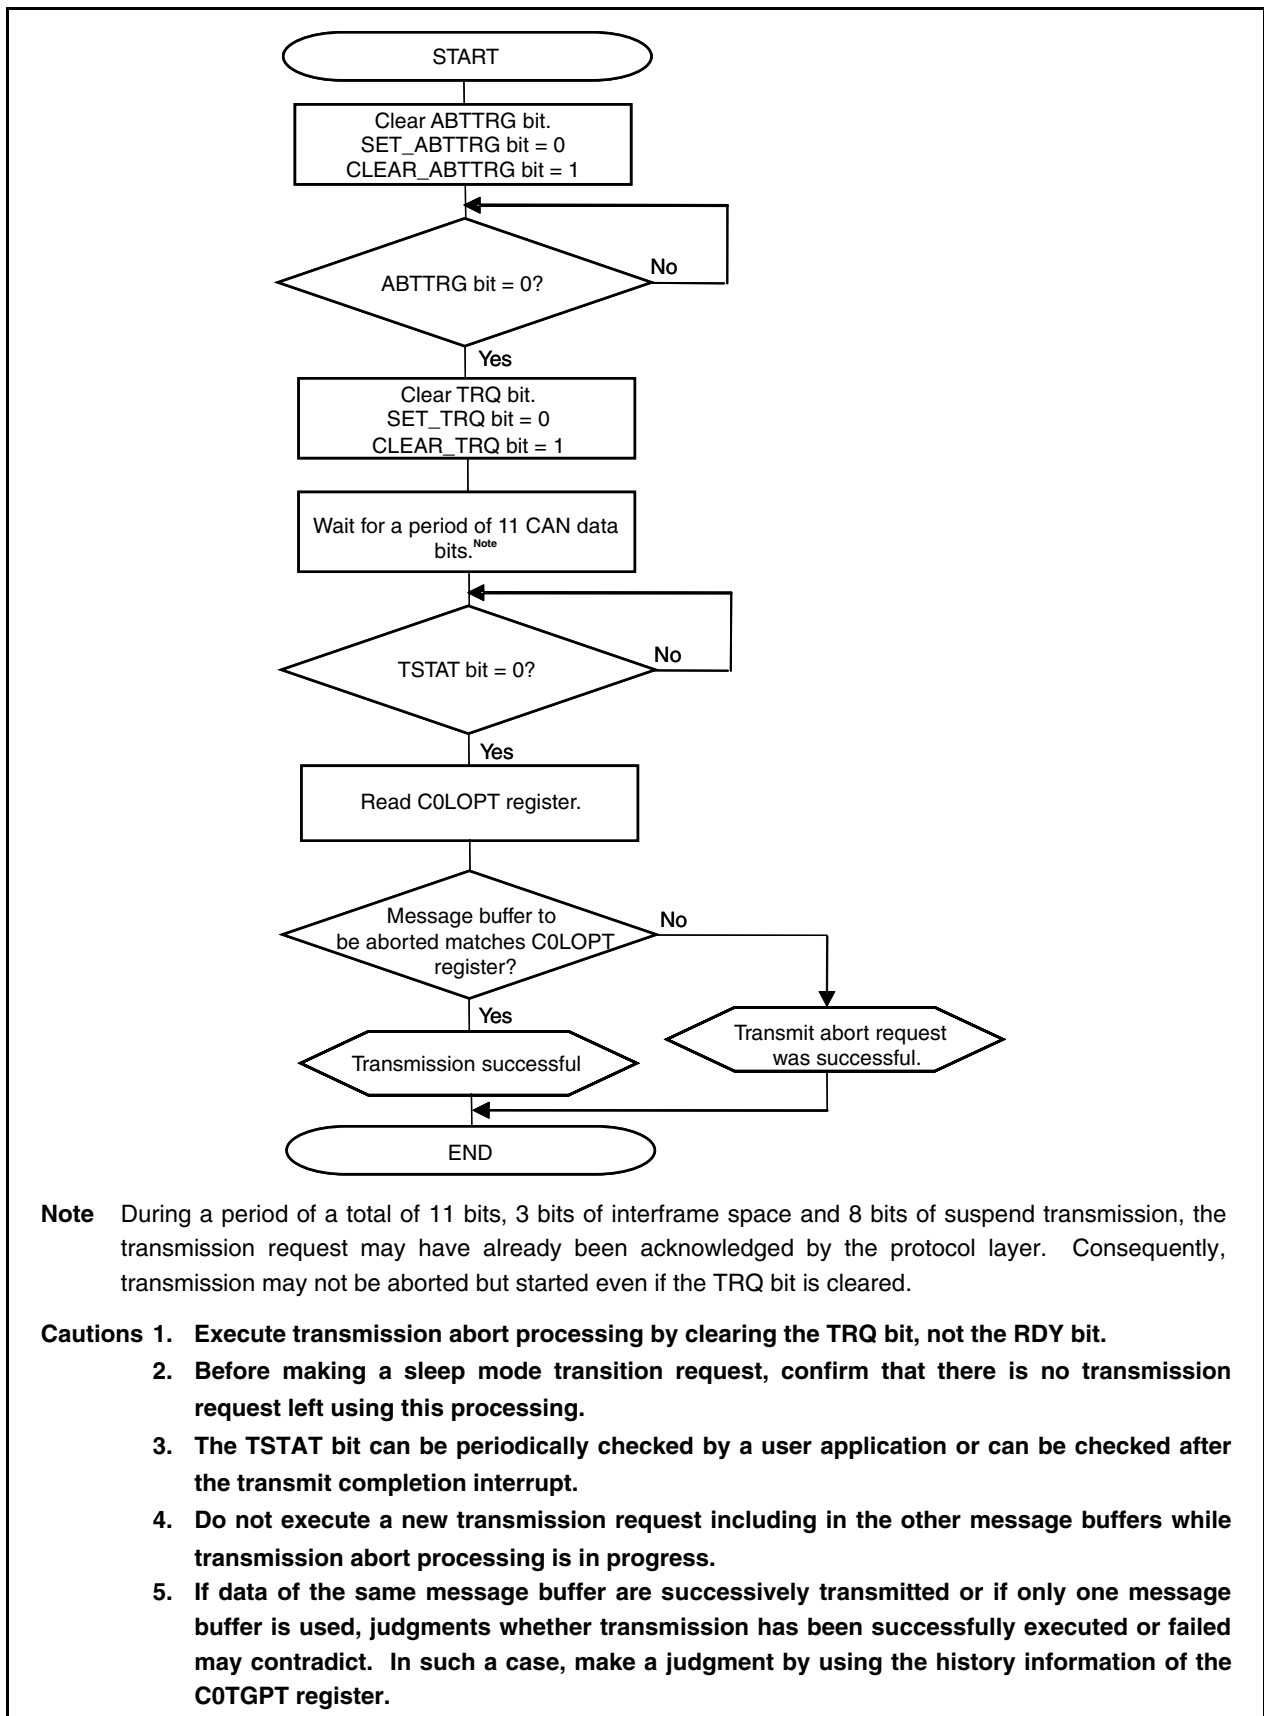 START
Clear ABTTRG bit.
SET_ABTTRG bit = 0
CLEAR_ABTTRG bit = 1
ABTTRG bit = 0?
No
Yes
Clear TRQ bit.
SET_TRQ bit = 0
CLEAR_TRQ bit = 1
Wait for a period of 11 CAN data
bits.Note
TSTAT bit = 0?
No
Yes
Read C0LOPT register.
Message buffer to
be aborted matches C0LOPT
register?
No
Yes
Transmission successful
Transmit abort request
was successful.
END
Note During a period of a total of 11 bits, 3 bits of interframe space and 8 bits of suspend transmission, the
transmission request may have already been acknowledged by the protocol layer. Consequently,
transmission may not be aborted but started even if the TRQ bit is cleared.
Cautions 1. Execute transmission abort processing by clearing the TRQ bit, not the RDY bit.
2. Before making a sleep mode transition request, confirm that there is no transmission
request left using this processing.
3. The TSTAT bit can be periodically checked by a user application or can be checked after
the transmit completion interrupt.
4. Do not execute a new transmission request including in the other message buffers while
transmission abort processing is in progress.
5. If data of the same message buffer are successively transmitted or if only one message
buffer is used, judgments whether transmission has been successfully executed or failed
may contradict. In such a case, make a judgment by using the history information of the
C0TGPT register.